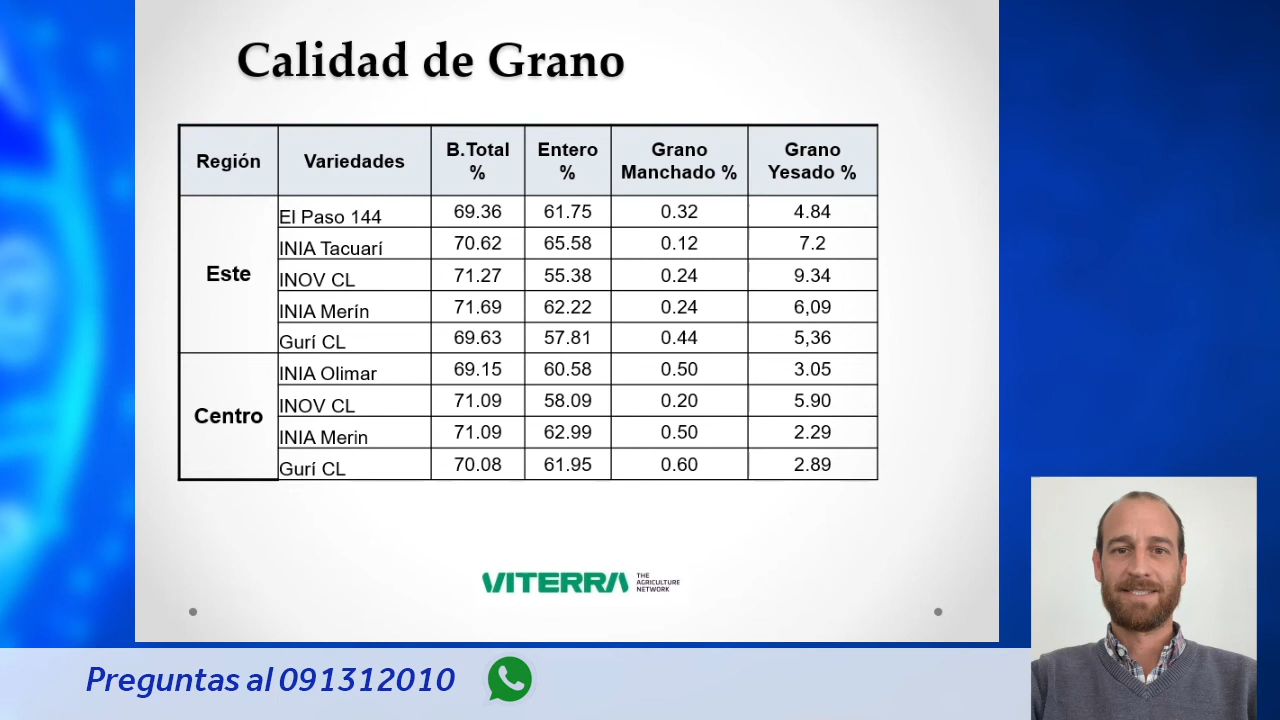 Calidad de Grano
Región Variedades B.Total % Entero % Grano Manchado % Grano Yesado %
Este
El Paso 144 69.36 61.75 0.32 4.84
INIA Tacuarí 70.62 65.58 0.12 7.2
INOV CL 71.27 55.38 0.24 9.34
INIA Merín 71.69 62.22 0.24 6,09
Gurí CL 69.63 57.81 0.44 5,36
Centro
INIA Olimar 69.15 60.58 0.50 3.05
INOV CL 71.09 58.09 0.20 5.90
INIA Merin 71.09 62.99 0.50 2.29
Gurí CL 70.08 61.95 0.60 2.89
VITERRA THE AGRICULTURE NETWORK
Preguntas al 091312010